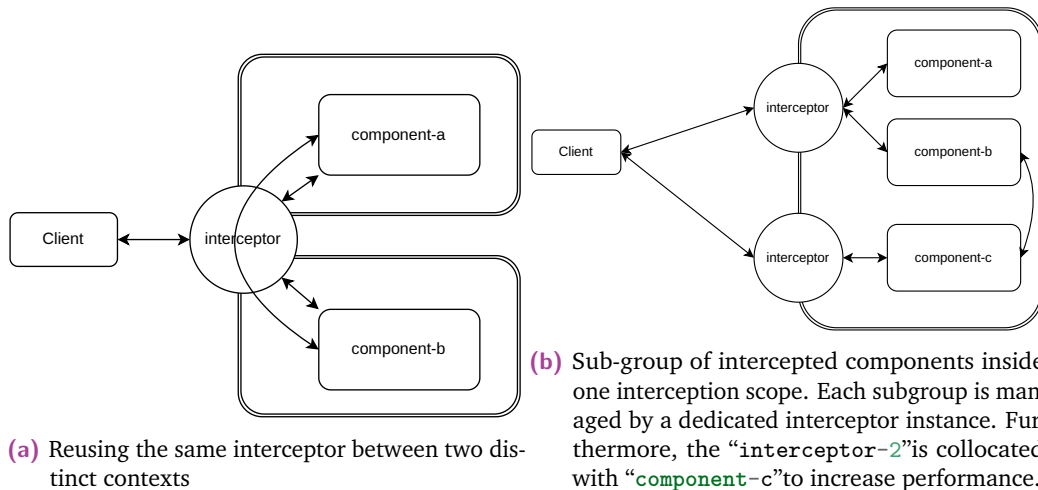 component-a
Client
interceptor
component-b
(a) Reusing the same interceptor between two dis-
tinct contexts
component-a
interceptor
component-b
Client
interceptor
component-c
(b) Sub-group of intercepted components inside
one interception scope. Each subgroup is man
aged by a dedicated interceptor instance. Fur
thermore, the “interceptor-2”is collocated
with “component-c”to increase performance.